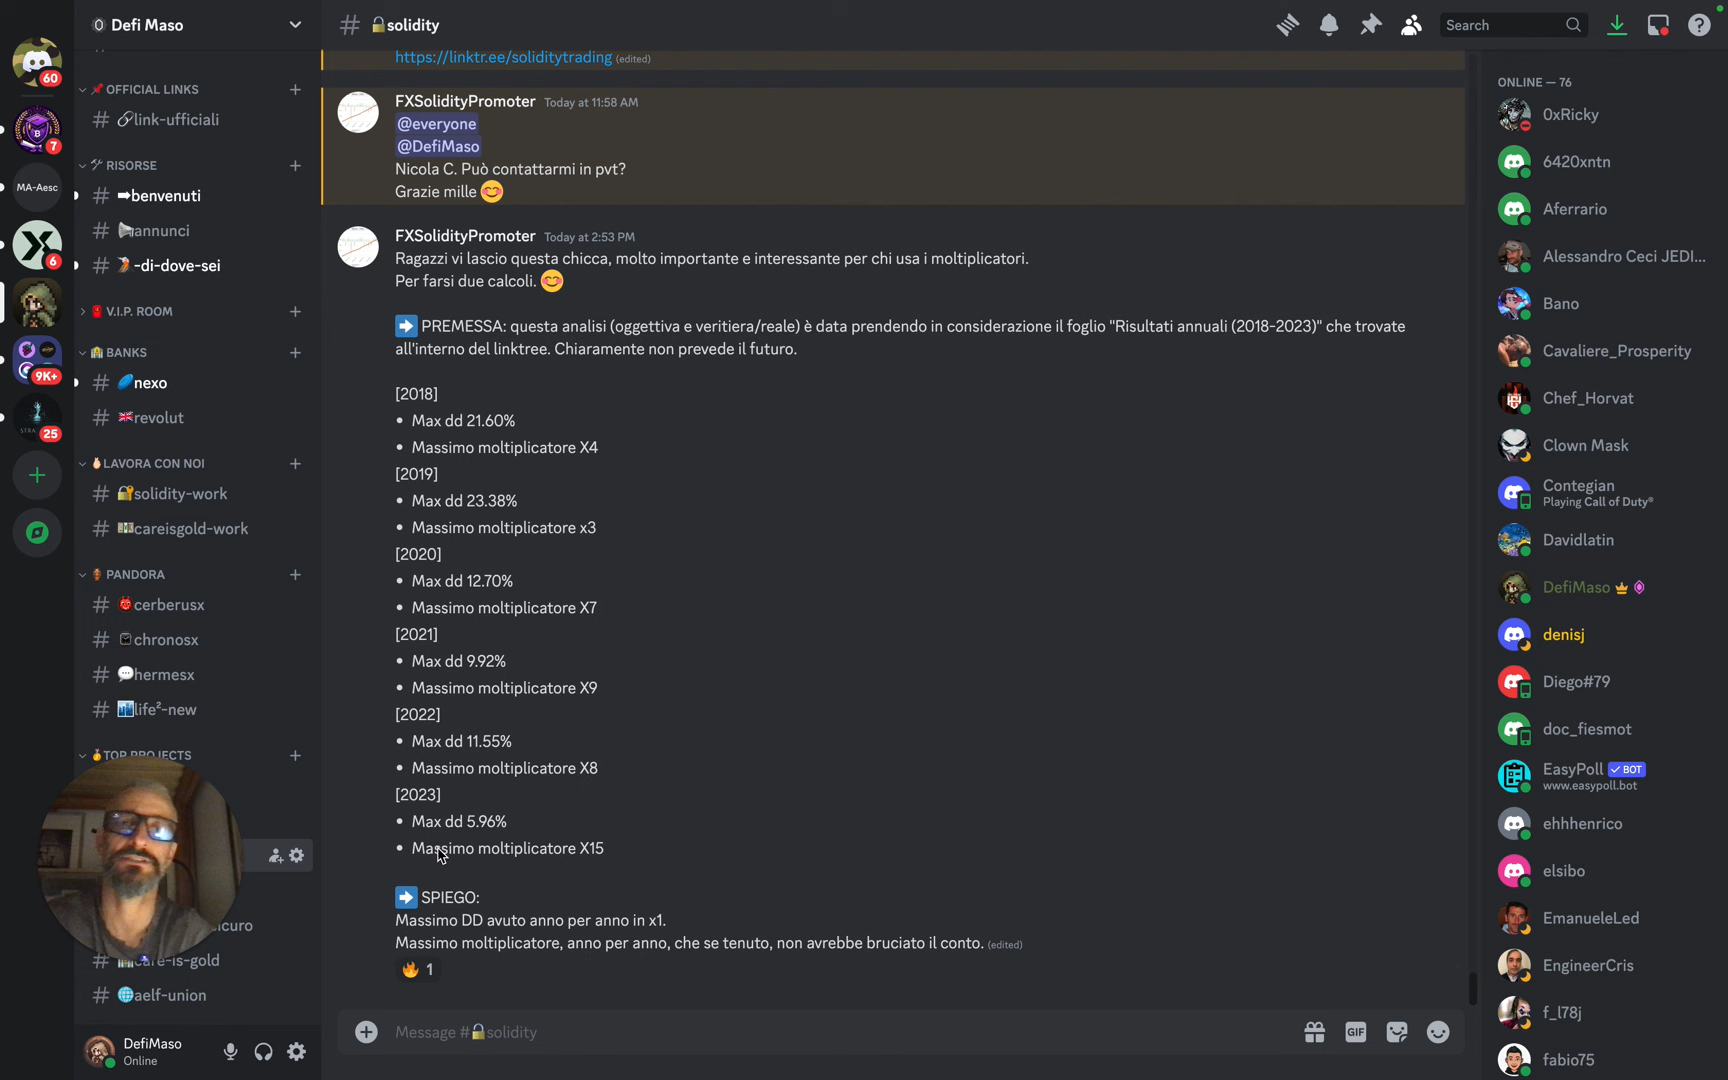 60
7
MA-Aesc
6
9K+
STRA
25
Defi Maso
OFFICIAL LINKS
link-ufficiali
RISORSE
benvenuti
annunci
-di-dove-sei
V.I.P. ROOM
BANKS
nexo
revolut
LAVORA CON NOI
solidity-work
careisgold-work
PANDORA
cerberusx
chronosx
hermesx
life²-new
TOP PROJECTS
icuro
care-is-gold
aelf-union
DefiMaso
Online
solidity
Search
https://linktr.ee/soliditytrading (edited)
FXSolidityPromoter Today at 11:58 AM
@everyone
@DefiMaso
Nicola C. Può contattarmi in pvt?
Grazie mille 😊
FXSolidityPromoter Today at 2:53 PM
Ragazzi vi lascio questa chicca, molto importante e interessante per chi usa i moltiplicatori.
Per farsi due calcoli. 😊
➡️ PREMESSA: questa analisi (oggettiva e veritiera/reale) è data prendendo in considerazione il foglio "Risultati annuali (2018-2023)" che trovate
all'interno del linktree. Chiaramente non prevede il futuro.
[2018]
• Max dd 21.60%
• Massimo moltiplicatore X4
[2019]
• Max dd 23.38%
• Massimo moltiplicatore x3
[2020]
• Max dd 12.70%
• Massimo moltiplicatore X7
[2021]
• Max dd 9.92%
• Massimo moltiplicatore X9
[2022]
• Max dd 11.55%
• Massimo moltiplicatore X8
[2023]
• Max dd 5.96%
• Massimo moltiplicatore X15
➡️ SPIEGO:
Massimo DD avuto anno per anno in x1.
Massimo moltiplicatore, anno per anno, che se tenuto, non avrebbe bruciato il conto. (edited)
🔥 1
Message #🔒solidity
GIF
ONLINE — 76
0xRicky
6420xntn
Aferrario
Alessandro Ceci JEDI...
Bano
Cavaliere_Prosperity
Chef_Horvat
Clown Mask
Contegian
Playing Call of Duty®
Davidlatin
DefiMaso
denisj
Diego#79
doc_fiesmot
EasyPoll ✓ BOT
www.easypoll.bot
ehhhenrico
elsibo
EmanueleLed
EngineerCris
f_l78j
fabio75